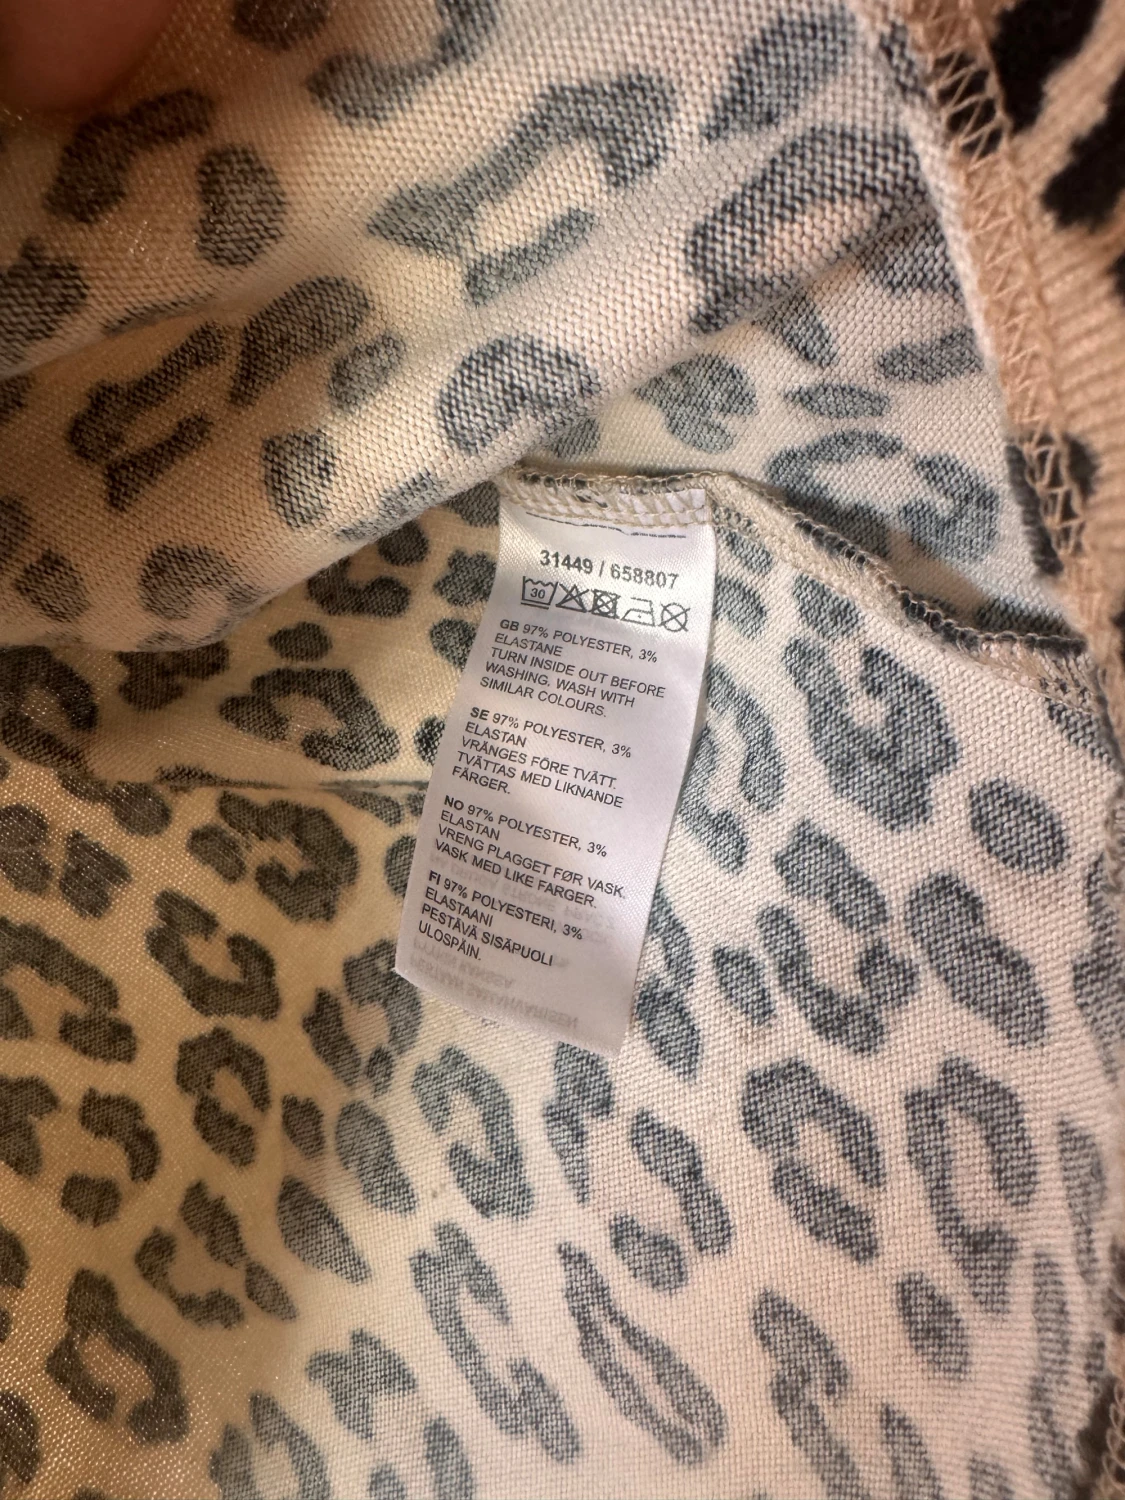 31449 / 658807
30
GB 97% POLYESTER, 3%
ELASTANE
TURN INSIDE OUT BEFORE
WASHING, WASH WITH
SIMILAR COLOURS.
SE 97% POLYESTER, 3%
ELASTAN
VRÄNGES FÖRE TVÄTT.
TVÄTTAS MED LIKNANDE
FÄRGER.
NO 97% POLYESTER, 3%
ELASTAN
VRENG PLAGGET FØR VASK.
VASK MED LIKE FARGER.
FI 97% POLYESTERI, 3%
ELASTAANI
PESTÄVÄ SISÄPUOLI
ULOSPÄIN.